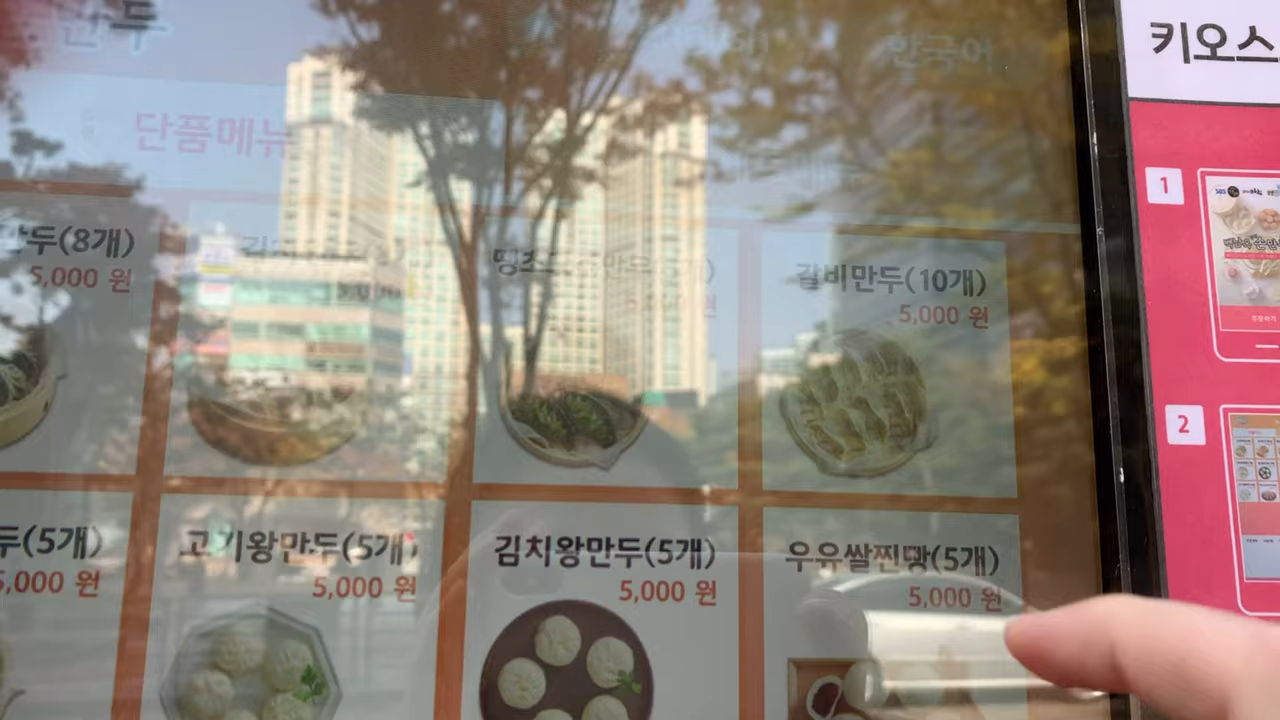 만두
한국어
키오스
단품메뉴
1
만두(8개)
5,000 원
갈비만두(10개)
5,000 원
2
두(5개)
5,000 원
고기왕만두(5개)
5,000 원
김치왕만두(5개)
5,000 원
우유쌀찐빵(5개)
5,000 원